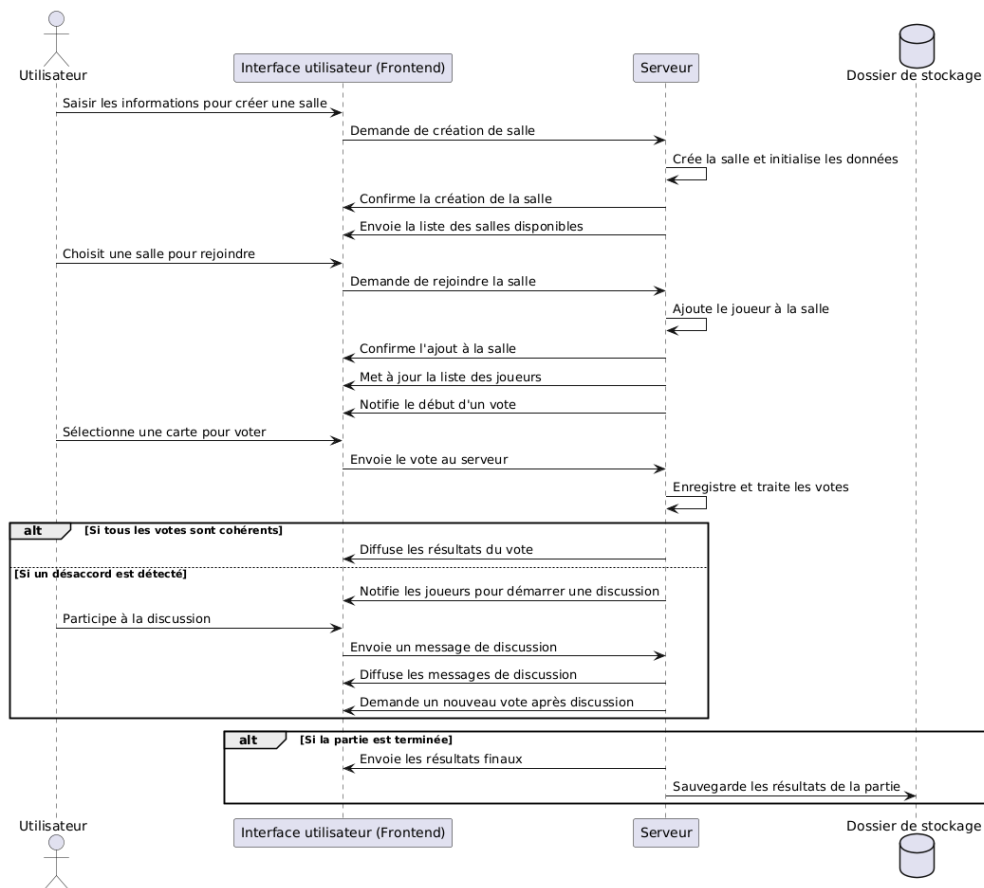 Utilisateur
Interface utilisateur (Frontend)
Serveur
Dossier de stockage
Saisir les informations pour créer une salle
Demande de création de salle
Crée la salle et initialise les données
Confirme la création de la salle
Envoie la liste des salles disponibles
Choisit une salle pour rejoindre
Demande de rejoindre la salle
Ajoute le joueur à la salle
Confirme l'ajout à la salle
Met à jour la liste des joueurs
Notifie le début d'un vote
Sélectionne une carte pour voter
Envoie le vote au serveur
Enregistre et traite les votes
alt [Si tous les votes sont cohérents]
Diffuse les résultats du vote
[Si un désaccord est détecté]
Notifie les joueurs pour démarrer une discussion
Participe à la discussion
Envoie un message de discussion
Diffuse les messages de discussion
Demande un nouveau vote après discussion
alt [Si la partie est terminée]
Envoie les résultats finaux
Sauvegarde les résultats de la partie
Utilisateur
Interface utilisateur (Frontend)
Serveur
Dossier de stockage